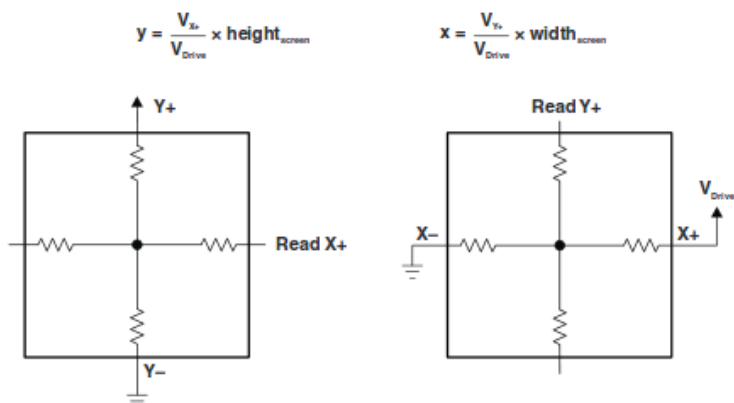 y = V_X+ / V_Drive × height_screen
x = V_Y+ / V_Drive × width_screen
Y+
Read Y+
V_Drive
Read X+
X–
X+
Y–